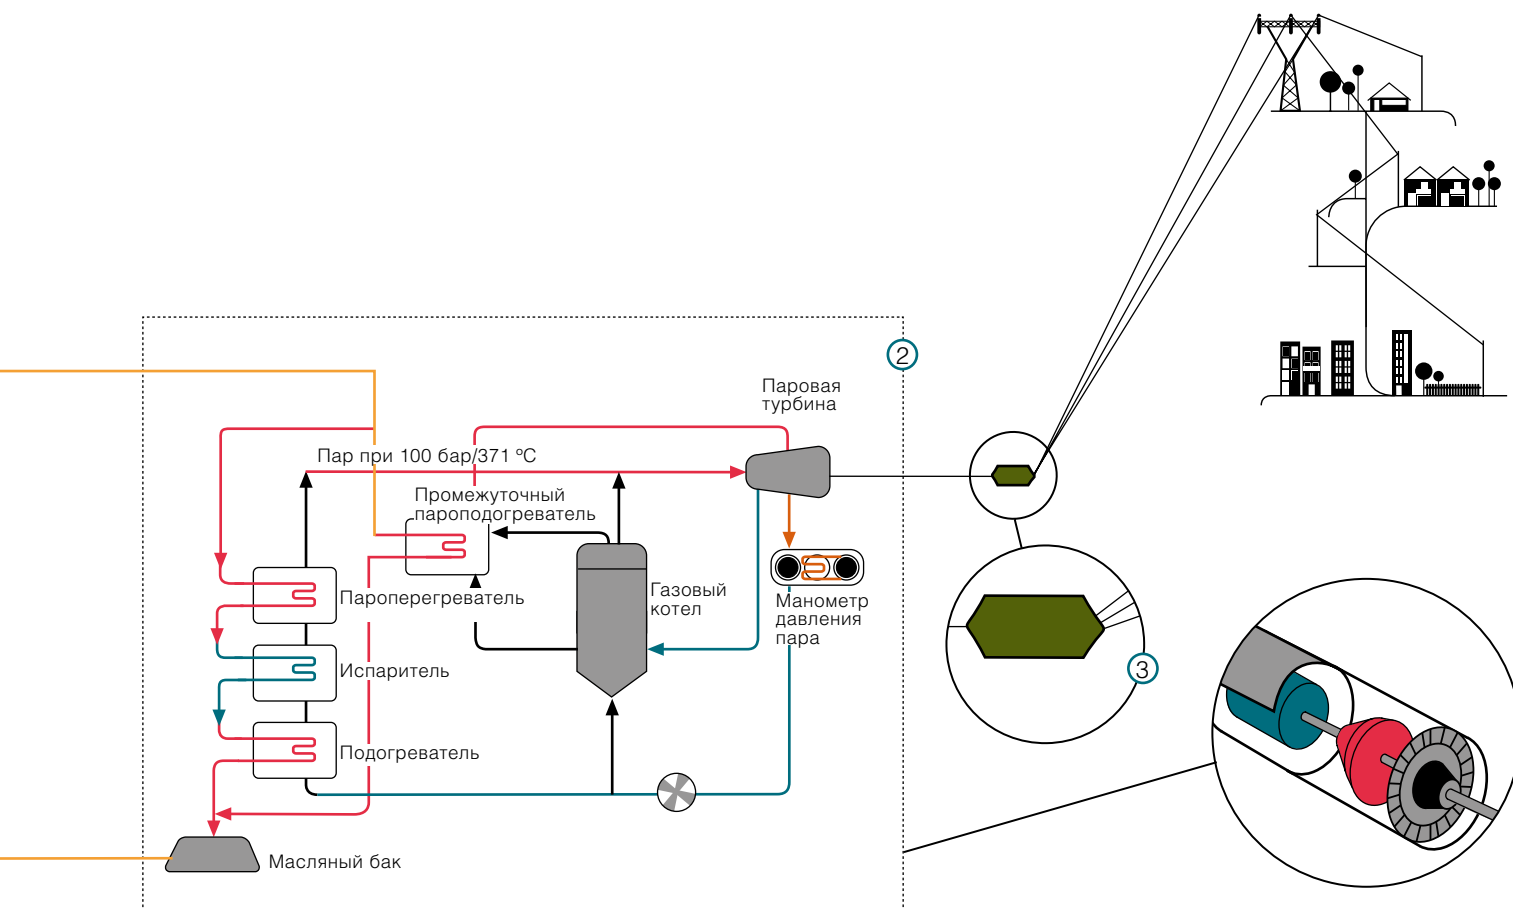 2
Паровая
турбина
Пар при 100 бар/371 ºC
Промежуточный
пароподогреватель
Пароперегреватель
Газовый
котел
Манометр
давления
пара
Испаритель
3
Подогреватель
Масляный бак